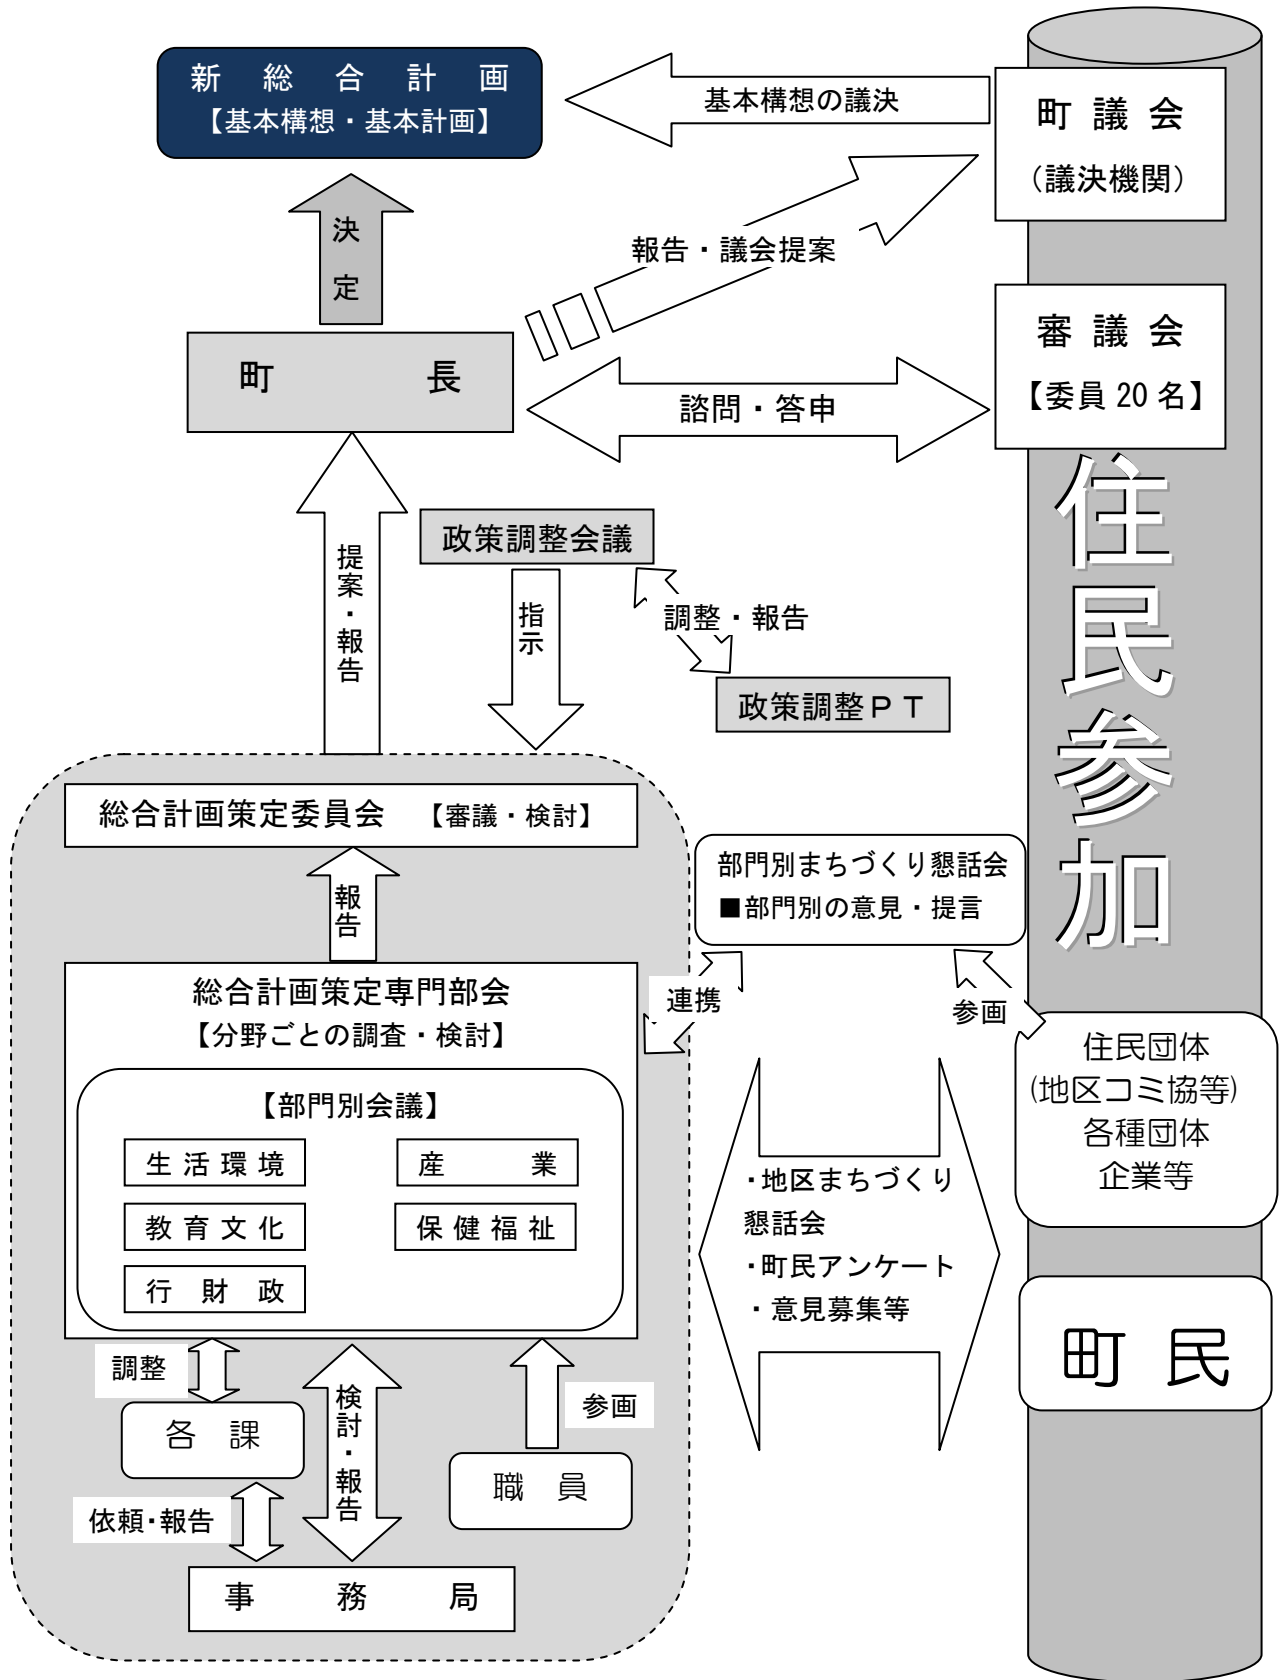 新総合計画
【基本構想・基本計画】
基本構想の議決
町議会
（議決機関）
決定
報告・議会提案
町長
諮問・答申
審議会
【委員 20 名】
住民参加
提案・報告
政策調整会議
指示
調整・報告
政策調整ＰＴ
総合計画策定委員会 【審議・検討】
報告
部門別まちづくり懇話会
■部門別の意見・提言
総合計画策定専門部会
【分野ごとの調査・検討】
連携
参画
住民団体
(地区コミ協等)
各種団体
企業等
【部門別会議】
生活環境
産業
教育文化
保健福祉
行財政
・地区まちづくり
懇話会
・町民アンケート
・意見募集等
町民
調整
検討・報告
参画
各課
職員
依頼・報告
事務局